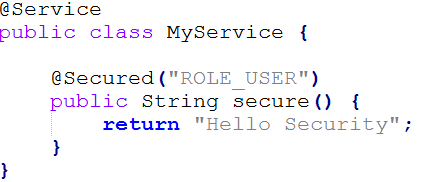 @Service
public class MyService {
@Secured("ROLE_USER")
public String secure() {
return "Hello Security";
}
}